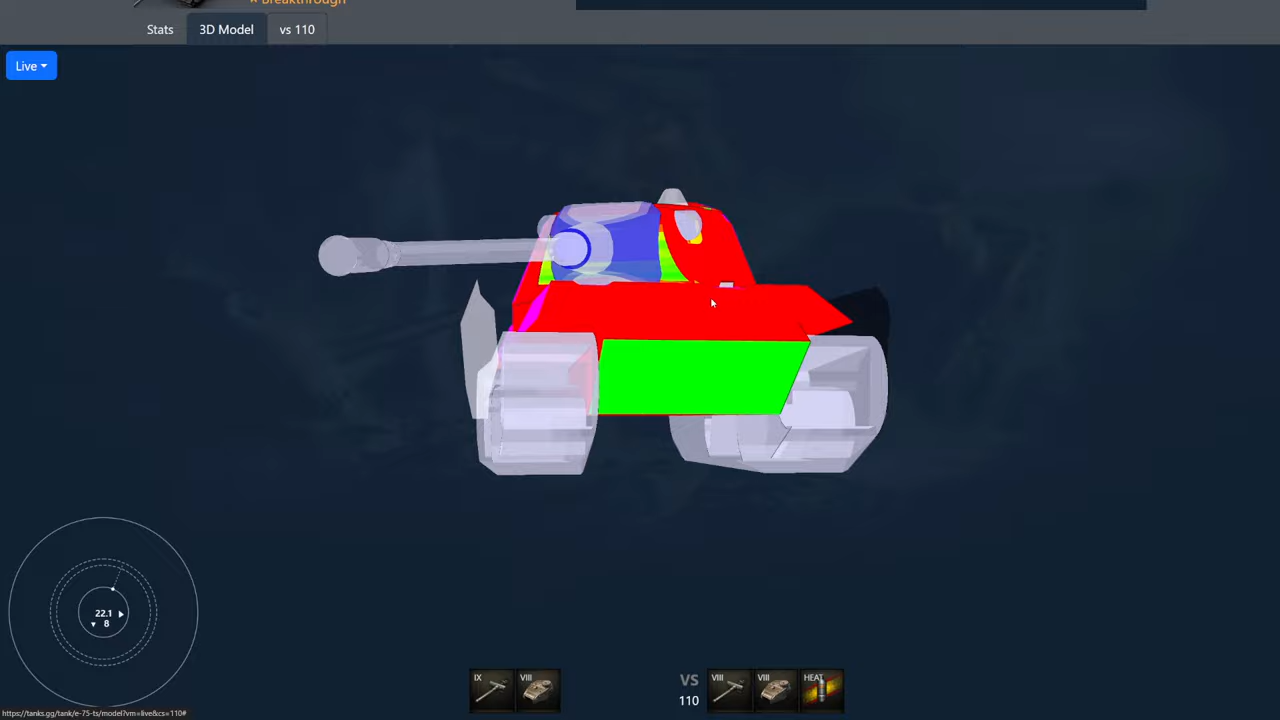 × Breakthrough
Stats 3D Model vs 110
Live
22.1
8
IX VIII VS VIII VIII HEAT
110
https://tanks.gg/tank/e-75-ts/model?vm=live&cs=110#